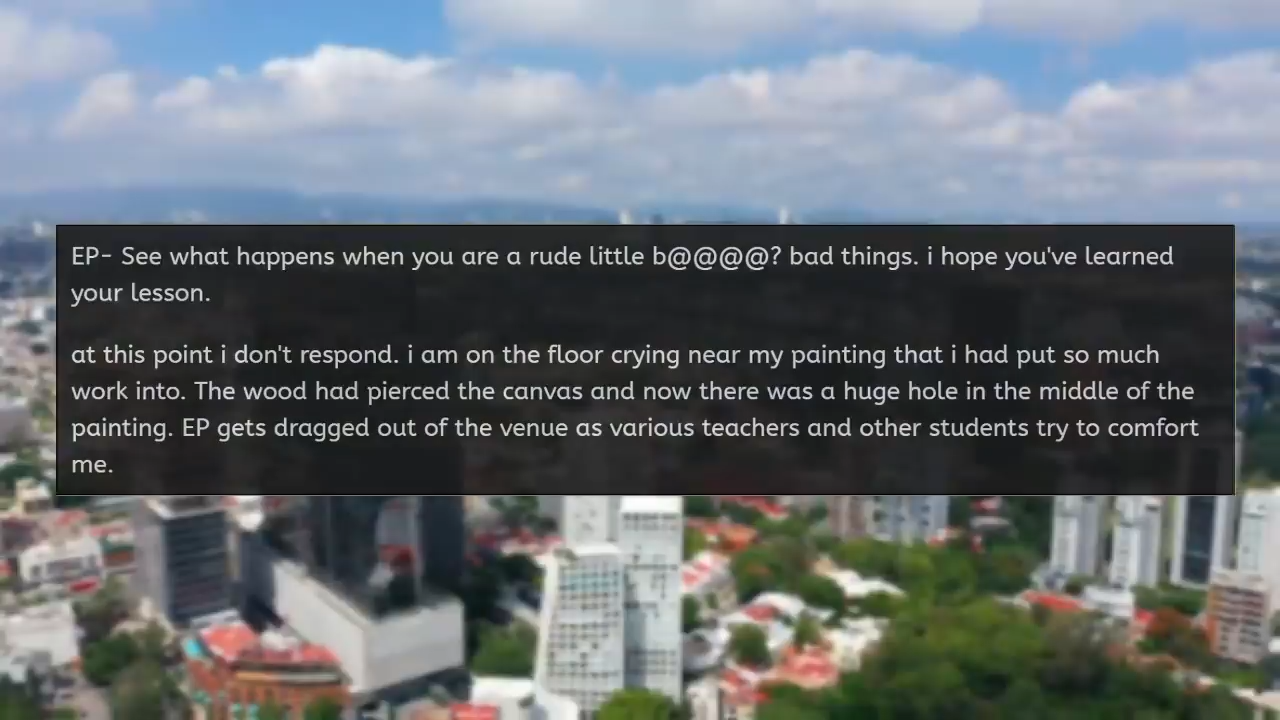 EP- See what happens when you are a rude little b@@@@? bad things. i hope you've learned
your lesson.
at this point i don't respond. i am on the floor crying near my painting that i had put so much
work into. The wood had pierced the canvas and now there was a huge hole in the middle of the
painting. EP gets dragged out of the venue as various teachers and other students try to comfort
me.